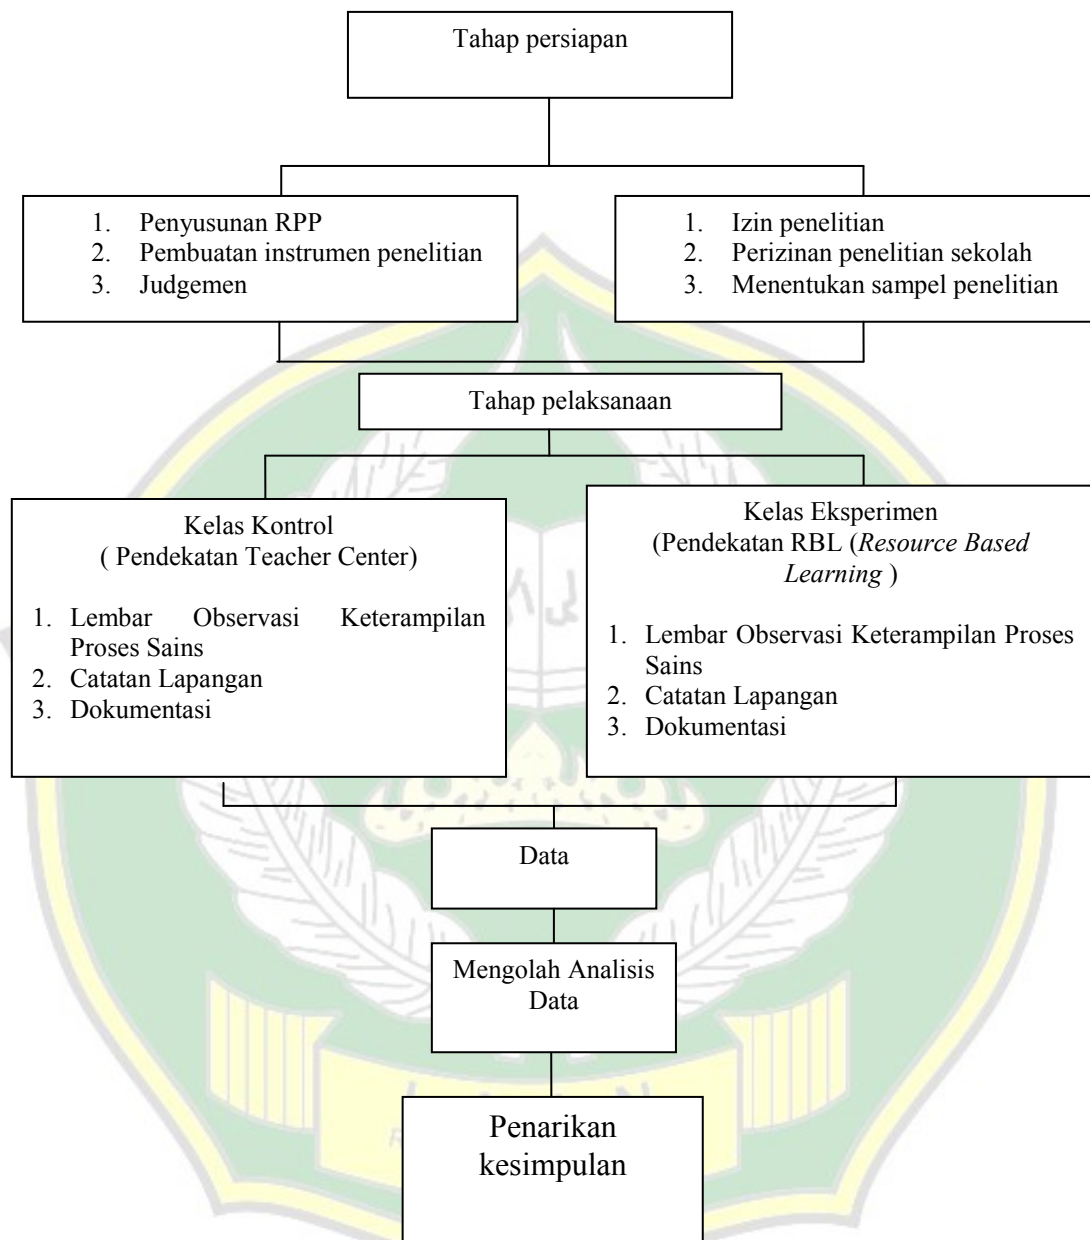 Tahap persiapan
1. Penyusunan RPP
2. Pembuatan instrumen penelitian
3. Judgemen
1. Izin penelitian
2. Perizinan penelitian sekolah
3. Menentukan sampel penelitian
Tahap pelaksanaan
Kelas Kontrol
( Pendekatan Teacher Center)
1. Lembar Observasi Keterampilan
Proses Sains
2. Catatan Lapangan
3. Dokumentasi
Kelas Eksperimen
(Pendekatan RBL (Resource Based
Learning )
1. Lembar Observasi Keterampilan Proses
Sains
2. Catatan Lapangan
3. Dokumentasi
Data
Mengolah Analisis
Data
Penarikan
kesimpulan